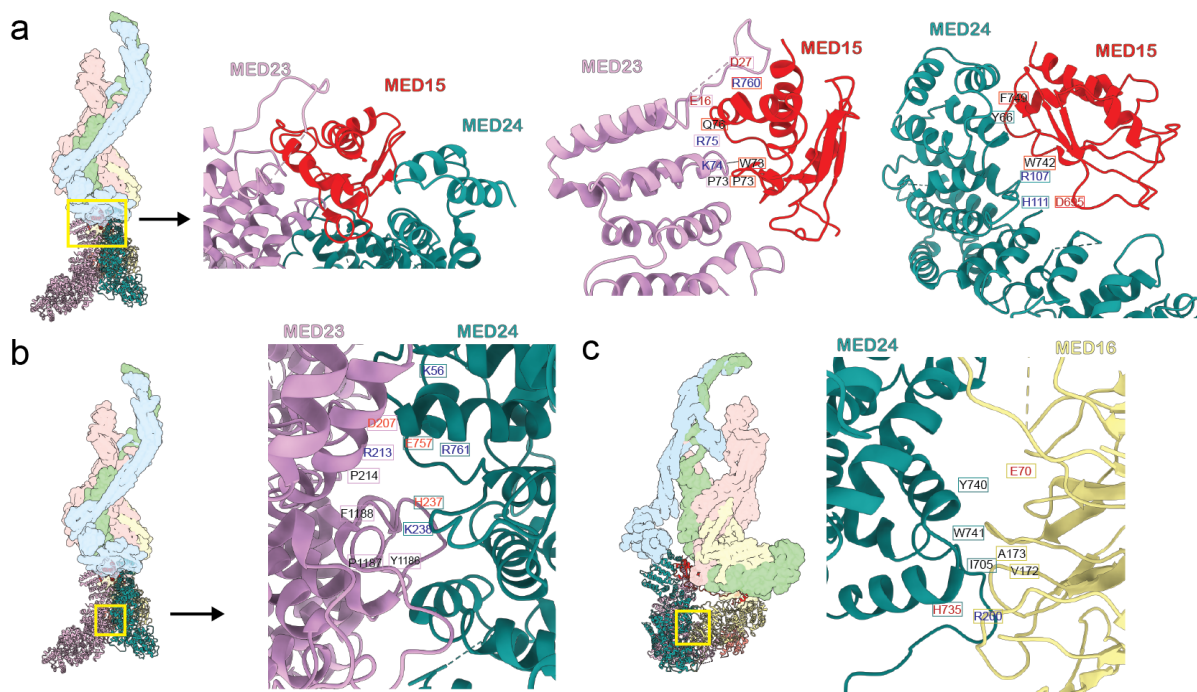 a
MED23
MED15
MED24
MED23
MED15
D27
R760
E16
Q76
R75
K74
W73
P73
P73
MED24
MED15
F749
Y66
W742
R107
H111
D695
b
MED23
MED24
K56
D207
E757
R213
R761
P214
H237
F1188
K238
P1187
Y1186
c
MED24
MED16
E70
Y740
W741
A173
I705
V172
H735
R200